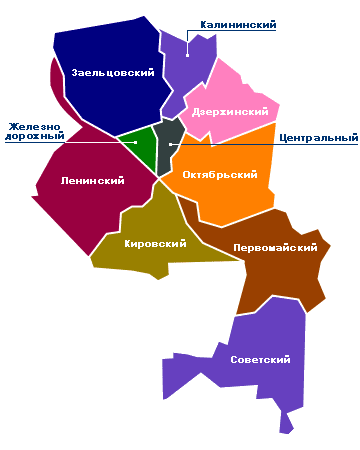 Калининский
Заельцовский
Дзержинский
Железно
дорожный
Центральный
Ленинский
Октябрьский
Кировский
Первомайский
Советский